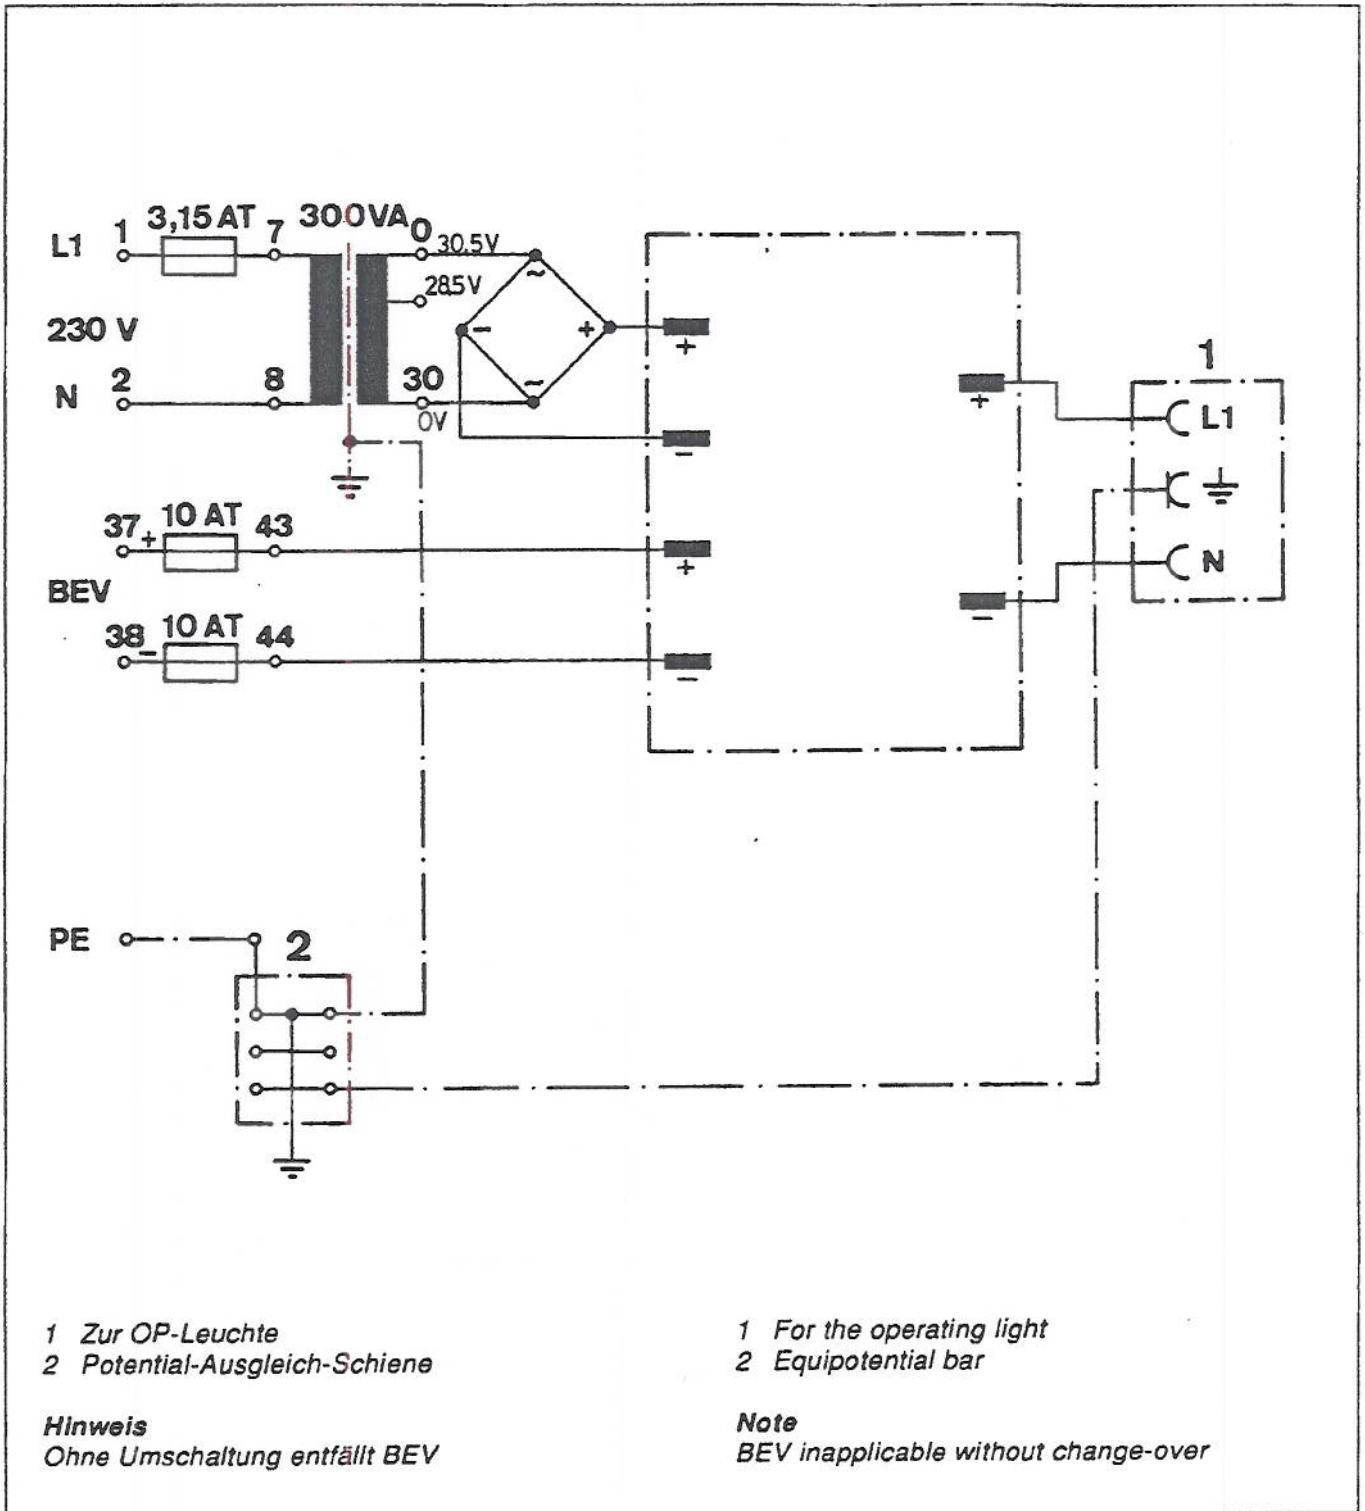 3,15 AT
300VA
L1 1 7 0 30.5V
~
28.5V
230 V
- +
+
N 2 8 30 ~
0V
-
1
+
L1
37 + 10 AT 43
+
BEV
N
38 - 10 AT 44
-
-
PE 2
1 Zur OP-Leuchte
2 Potential-Ausgleich-Schiene
Hinweis
Ohne Umschaltung entfällt BEV
1 For the operating light
2 Equipotential bar
Note
BEV inapplicable without change-over